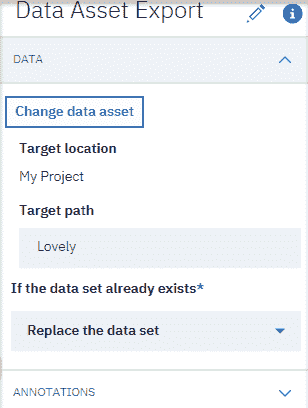 Data Asset Export
DATA
Change data asset
Target location
My Project
Target path
Lovely
If the data set already exists*
Replace the data set
ANNOTATIONS